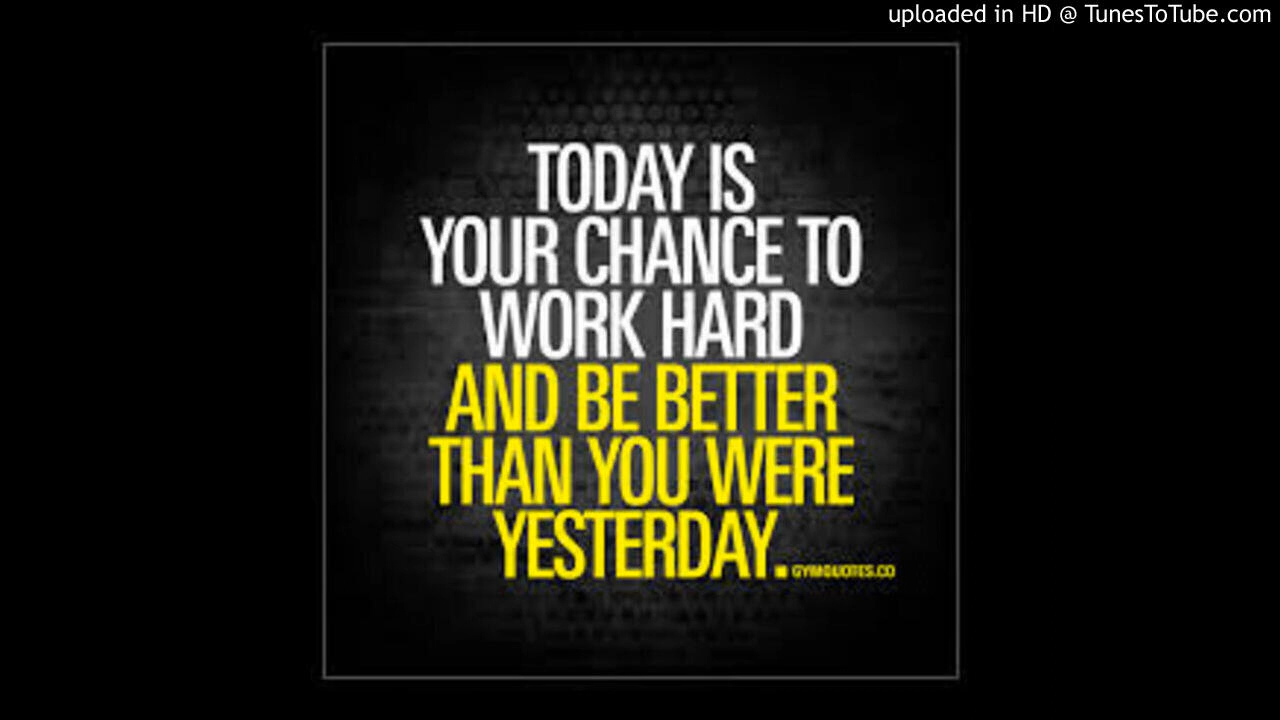 uploaded in HD @ TunesToTube.com
TODAY IS
YOUR CHANCE TO
WORK HARD
AND BE BETTER
THAN YOU WERE
YESTERDAY.
GYMQUOTES.CO